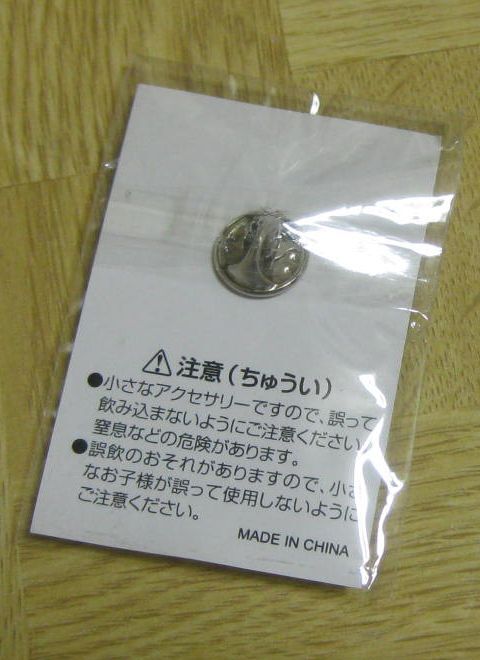 ⚠注意(ちゅうい)
●小さなアクセサリーですので、誤って
飲み込まないようにご注意ください。
窒息などの危険があります。
●誤飲のおそれがありますので、小さ
なお子様が誤って使用しないように
ご注意ください。
MADE IN CHINA